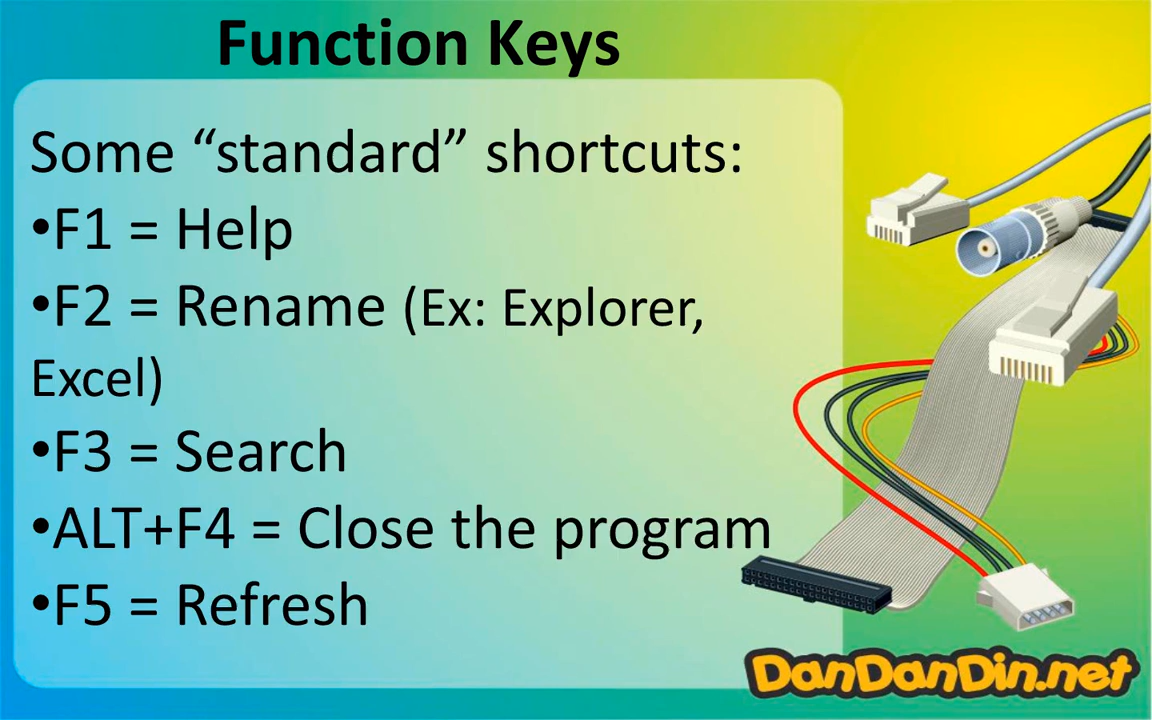 Function Keys
Some “standard” shortcuts:
•F1 = Help
•F2 = Rename (Ex: Explorer,
Excel)
•F3 = Search
•ALT+F4 = Close the program
•F5 = Refresh
DanDanDin.net